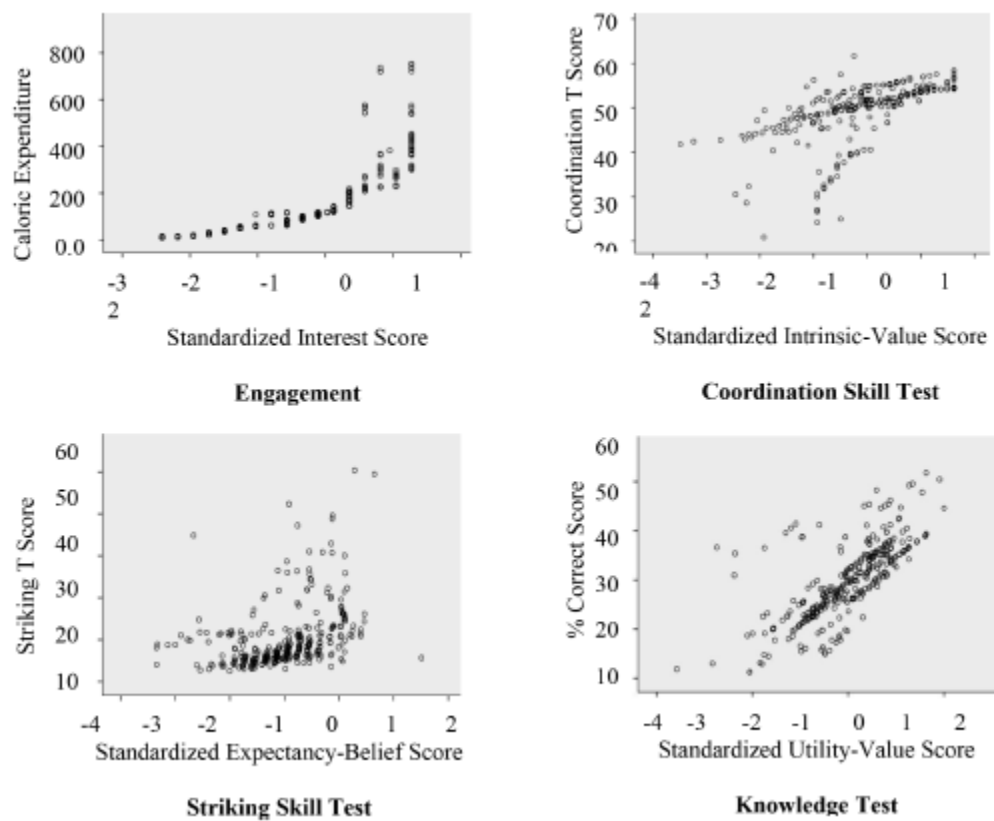 800
600
400
200
0.0
Caloric Expenditure
-3 -2 -1 0 1
2
Standardized Interest Score
Engagement
70
60
50
40
30
20
Coordination T Score
-4 -3 -2 -1 0 1
2
Standardized Intrinsic-Value Score
Coordination Skill Test
60
50
40
30
20
10
Striking T Score
-4 -3 -2 -1 0 2
Standardized Expectancy-Belief Score
Striking Skill Test
60
50
40
30
20
10
% Correct Score
-4 -3 -2 -1 0 1 2
Standardized Utility-Value Score
Knowledge Test